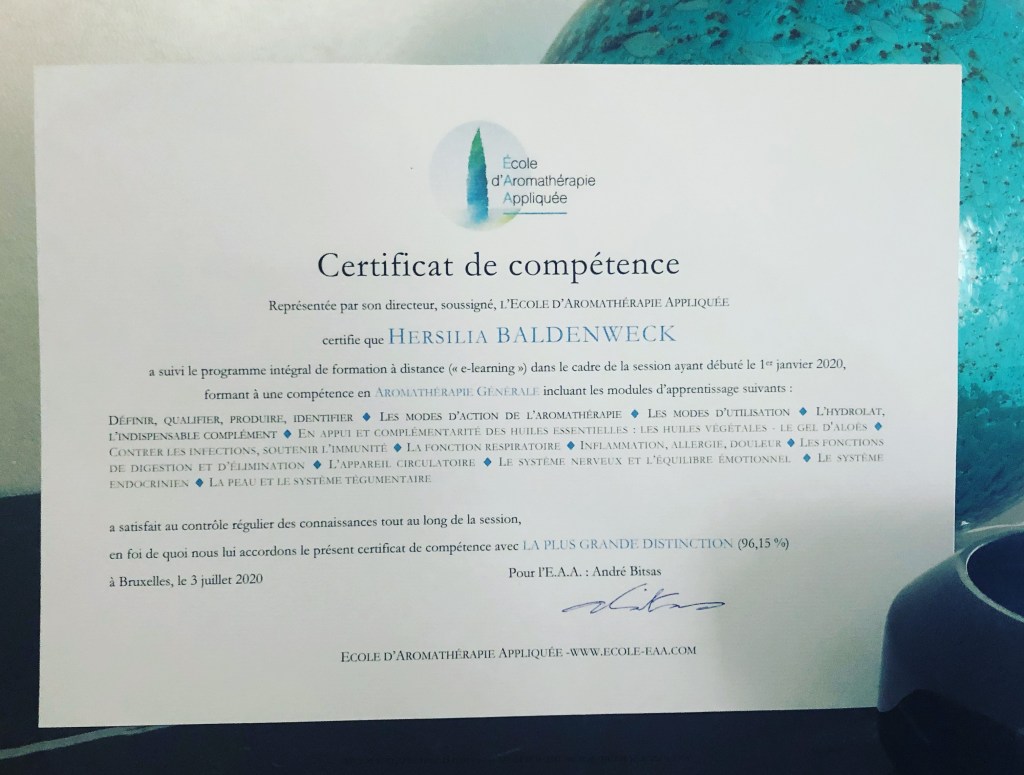 École
d'Aromathérapie
Appliquée
Certificat de compétence
Représentée par son directeur, soussigné, l'Ecole d'Aromathérapie Appliquée
certifie que Hersilia BALDENWECK
a suivi le programme intégral de formation à distance (« e-learning ») dans le cadre de la session ayant débuté le 1er janvier 2020,
formant à une compétence en Aromathérapie Générale incluant les modules d'apprentissage suivants :
Définir, qualifier, produire, identifier ◆ Les modes d'action de l'aromathérapie ◆ Les modes d'utilisation ◆ L'hydrolat,
l'indispensable complément ◆ En appui et complémentarité des huiles essentielles : les huiles végétales - le gel d'aloès ◆
Contrer les infections, soutenir l'immunité ◆ La fonction respiratoire ◆ Inflammation, allergie, douleur ◆ Les fonctions
de digestion et d'élimination ◆ L'appareil circulatoire ◆ Le système nerveux et l'équilibre émotionnel ◆ Le système
endocrinien ◆ La peau et le système tégumentaire
a satisfait au contrôle régulier des connaissances tout au long de la session,
en foi de quoi nous lui accordons le présent certificat de compétence avec LA PLUS GRANDE DISTINCTION (96,15 %)
à Bruxelles, le 3 juillet 2020
Pour l'E.A.A. : André Bitsas
Ecole d'Aromathérapie Appliquée -www.ecole-eaa.com